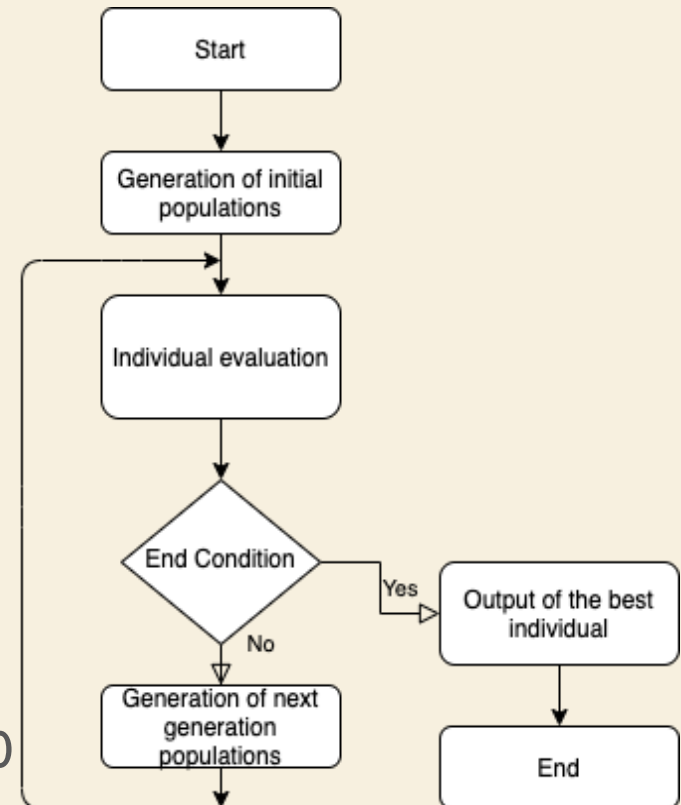 Start
Generation of initial
populations
Individual evaluation
End Condition
Yes
Output of the best
individual
No
Generation of next
generation
populations
End